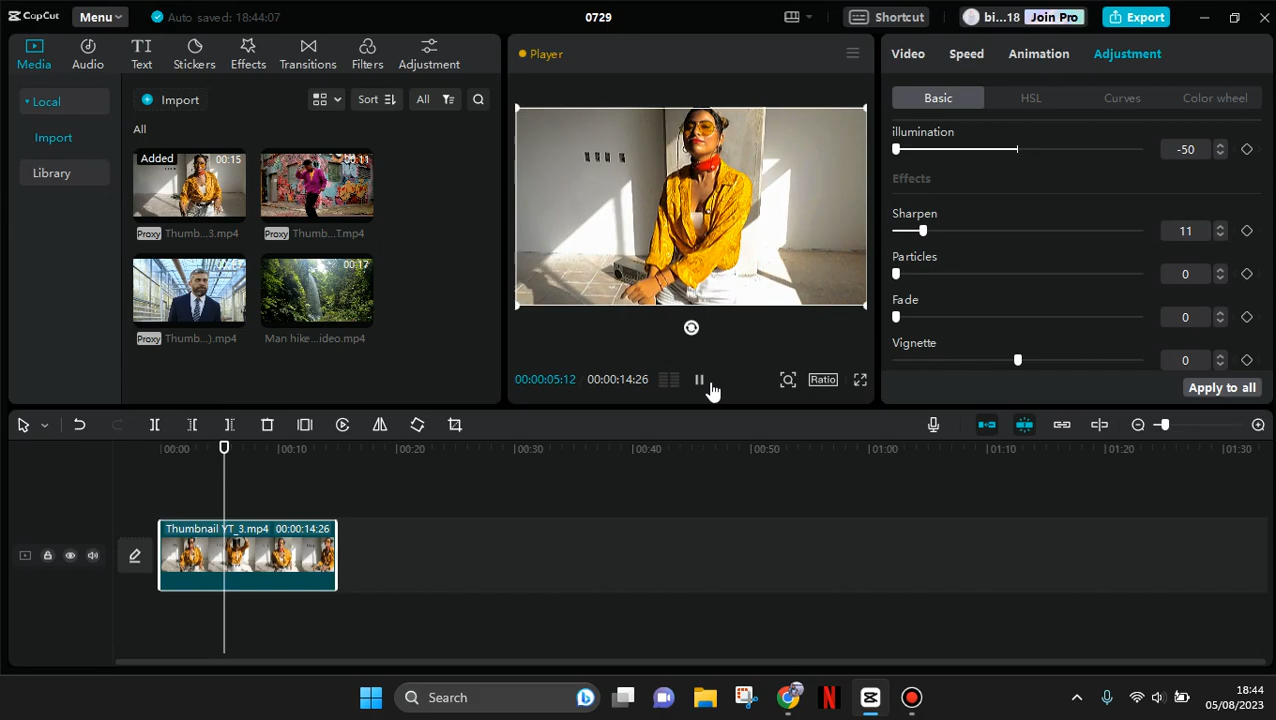 CapCut
Menu
Auto saved: 18:44:07
0729
Shortcut
bi...18
Join Pro
Export
Media
Audio
Text
Stickers
Effects
Transitions
Filters
Adjustment
Local
Import
Library
Import
Sort
All
All
Added
00:15
Proxy
Thumb...3.mp4
00:11
Proxy
Thumb...T.mp4
Proxy
Thumb...).mp4
00:17
Man hike...ideo.mp4
Player
00:00:05:12
00:00:14:26
Ratio
Video
Speed
Animation
Adjustment
Basic
HSL
Curves
Color wheel
illumination
-50
Effects
Sharpen
11
Particles
0
Fade
0
Vignette
0
Apply to all
00:00
00:10
00:20
00:30
00:40
00:50
01:00
01:10
01:20
01:30
Thumbnail YT_3.mp4 00:00:14:26
Search
18:44
05/08/2023